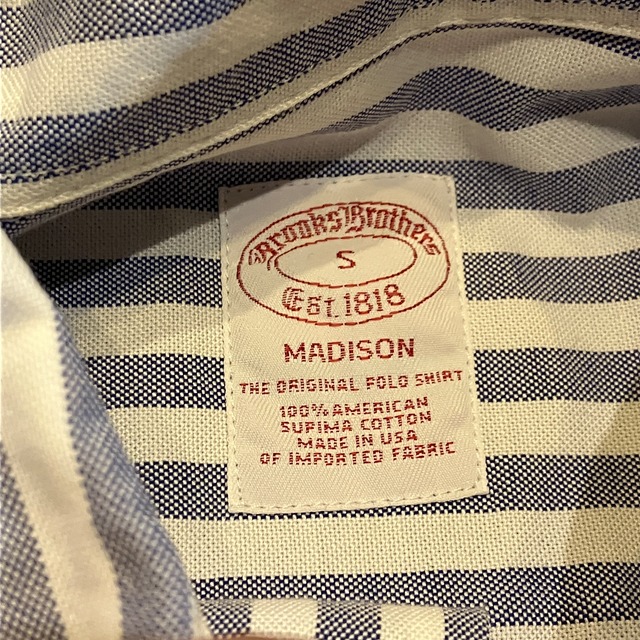 Brooks Brothers
S
Est. 1818
MADISON
THE ORIGINAL POLO SHIRT
100% AMERICAN
SUPIMA COTTON
MADE IN USA
OF IMPORTED FABRIC